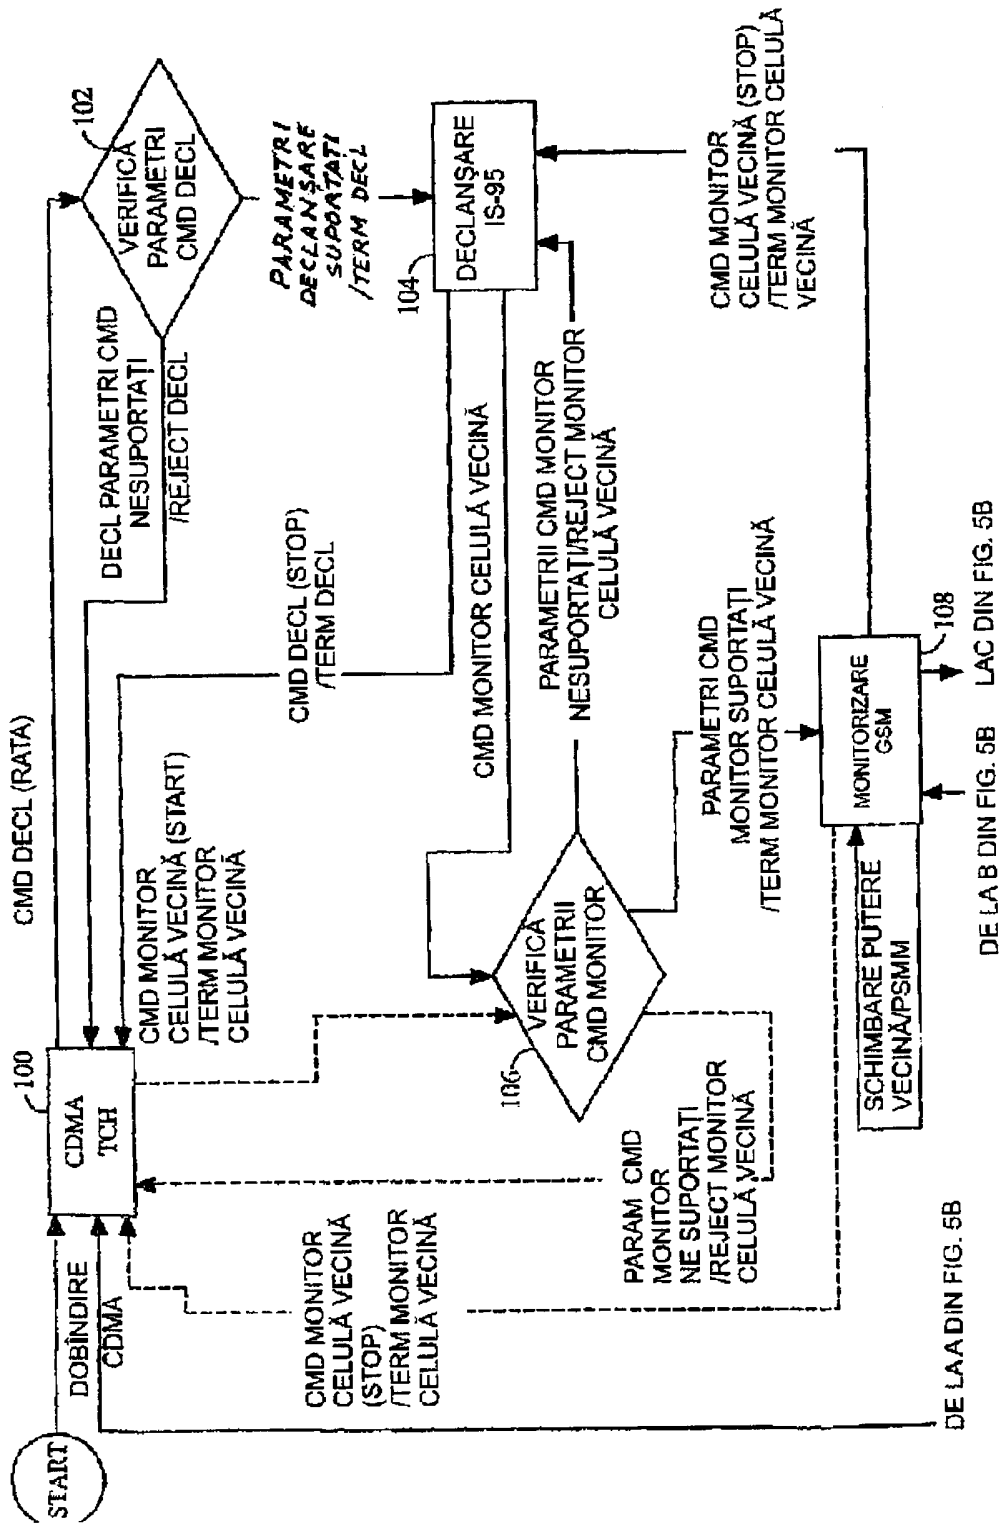 START
DOBÎNDIRE
CDMA
100
CDMA
TCH
CMD DECL (RATA)
102
VERIFICĂ
PARAMETRI
CMD DECL
DECL PARAMETRI CMD
NESUPORTAȚI
/REJECT DECL
PARAMETRI
DECLANȘARE
SUPORTAȚI
/TERM DECL
CMD MONITOR
CELULĂ VECINĂ (START)
/TERM MONITOR
CELULĂ VECINĂ
CMD DECL (STOP)
/TERM DECL
104
DECLANȘARE
IS-95
CMD MONITOR CELULĂ VECINĂ
CMD MONITOR
CELULĂ VECINĂ
(STOP)
/TERM MONITOR
CELULĂ VECINĂ
106
VERIFICĂ
PARAMETRII
CMD MONITOR
PARAMETRII CMD MONITOR
NESUPORTAȚI/REJECT MONITOR
CELULĂ VECINĂ
CMD MONITOR
CELULĂ VECINĂ (STOP)
/TERM MONITOR CELULĂ
VECINĂ
PARAM CMD
MONITOR
NE SUPORTAȚI
/REJECT MONITOR
CELULĂ VECINĂ
PARAMETRI CMD
MONITOR SUPORTAȚI
/TERM MONITOR CELULĂ VECINĂ
SCHIMBARE PUTERE
VECINĂ/PSMM
MONITORIZARE
GSM
108
DE LA A DIN FIG. 5B
DE LA B DIN FIG. 5B
LA C DIN FIG. 5B